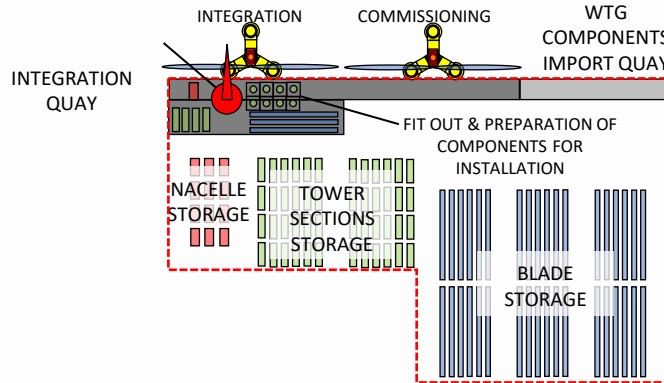 INTEGRATION
COMMISSIONING
WTG
COMPONENTS
IMPORT QUAY
INTEGRATION
QUAY
FIT OUT & PREPARATION OF
COMPONENTS FOR
INSTALLATION
NACELLE
STORAGE
TOWER
SECTIONS
STORAGE
BLADE
STORAGE